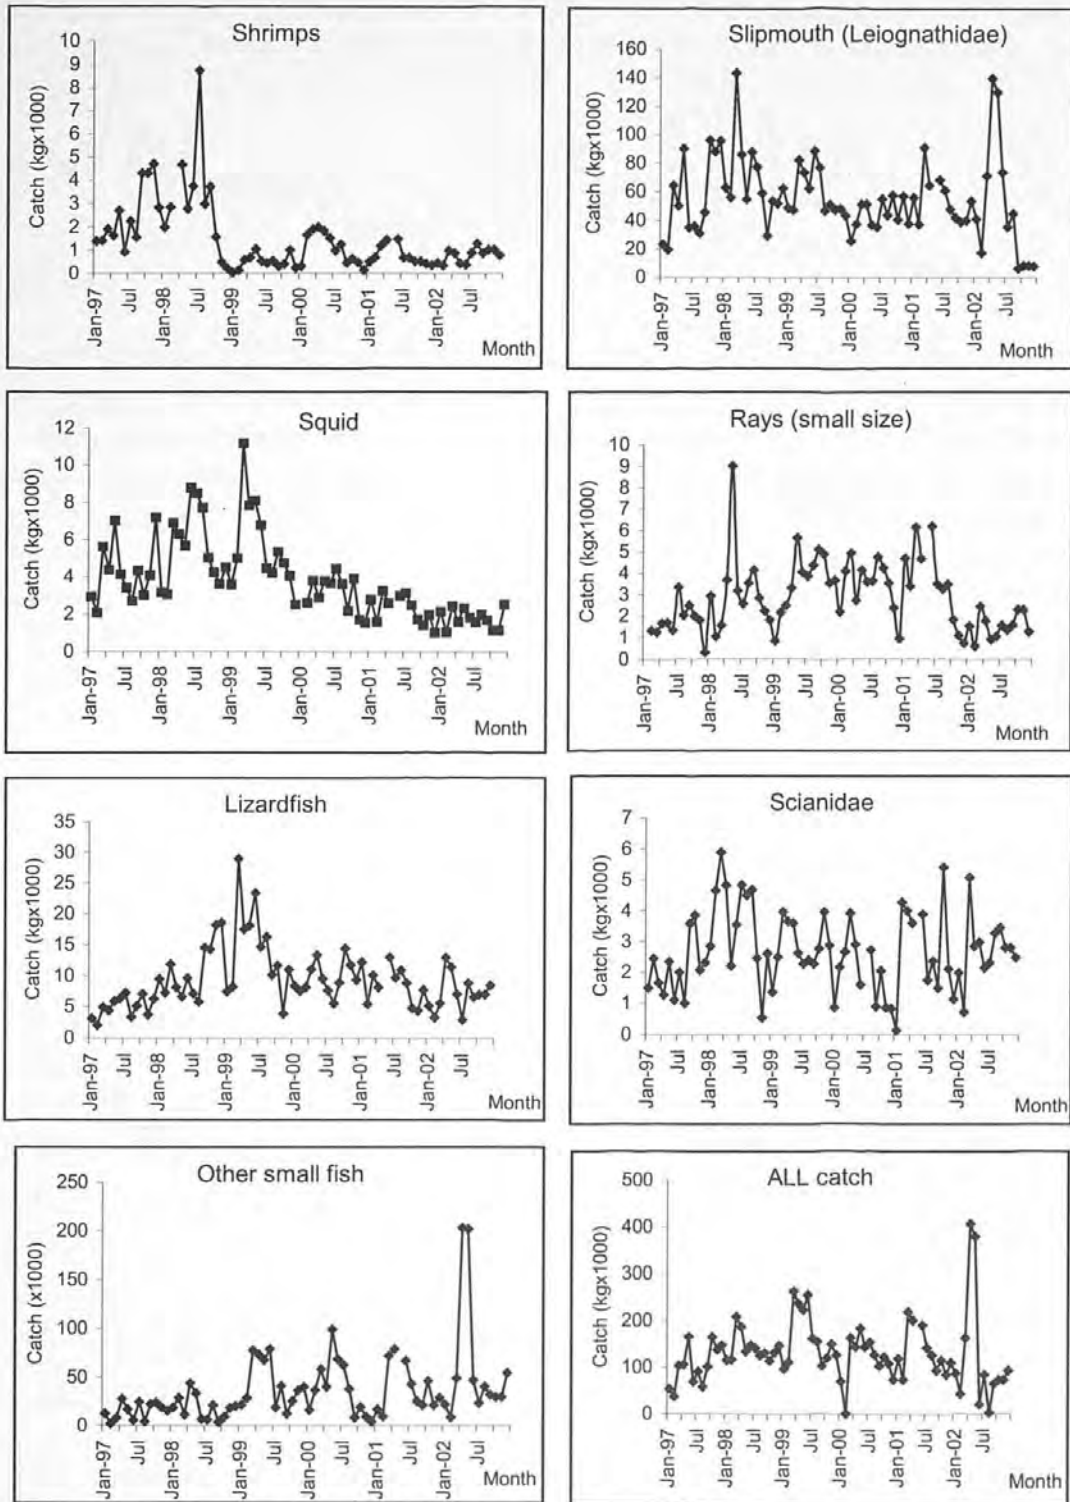 Shrimps
Catch (kgx1000)
10
9
8
7
6
5
4
3
2
1
0
Jan-97
Jul
Jan-98
Jul
Jan-99
Jul
Jan-00
Jul
Jan-01
Jul
Jan-02
Jul
Month
Slipmouth (Leiognathidae)
Catch (kgx1000)
160
140
120
100
80
60
40
20
0
Jan-97
Jul
Jan-98
Jul
Jan-99
Jul
Jan-00
Jul
Jan-01
Jul
Jan-02
Jul
Month
Squid
Catch (kgx1000)
12
10
8
6
4
2
0
Jan-97
Jul
Jan-98
Jul
Jan-99
Jul
Jan-00
Jul
Jan-01
Jul
Jan-02
Jul
Month
Rays (small size)
Catch (kgx1000)
10
9
8
7
6
5
4
3
2
1
0
Jan-97
Jul
Jan-98
Jul
Jan-99
Jul
Jan-00
Jul
Jan-01
Jul
Jan-02
Jul
Month
Lizardfish
Catch (kgx1000)
35
30
25
20
15
10
5
0
Jan-97
Jul
Jan-98
Jul
Jan-99
Jul
Jan-00
Jul
Jan-01
Jul
Jan-02
Jul
Month
Scianidae
Catch (kgx1000)
7
6
5
4
3
2
1
0
Jan-97
Jul
Jan-98
Jul
Jan-99
Jul
Jan-00
Jul
Jan-01
Jul
Jan-02
Jul
Month
Other small fish
Catch (x1000)
250
200
150
100
50
0
Jan-97
Jul
Jan-98
Jul
Jan-99
Jul
Jan-00
Jul
Jan-01
Jul
Jan-02
Jul
Month
ALL catch
Catch (kgx1000)
500
400
300
200
100
0
Jan-97
Jul
Jan-98
Jul
Jan-99
Jul
Jan-00
Jul
Jan-01
Jul
Jan-02
Jul
Month